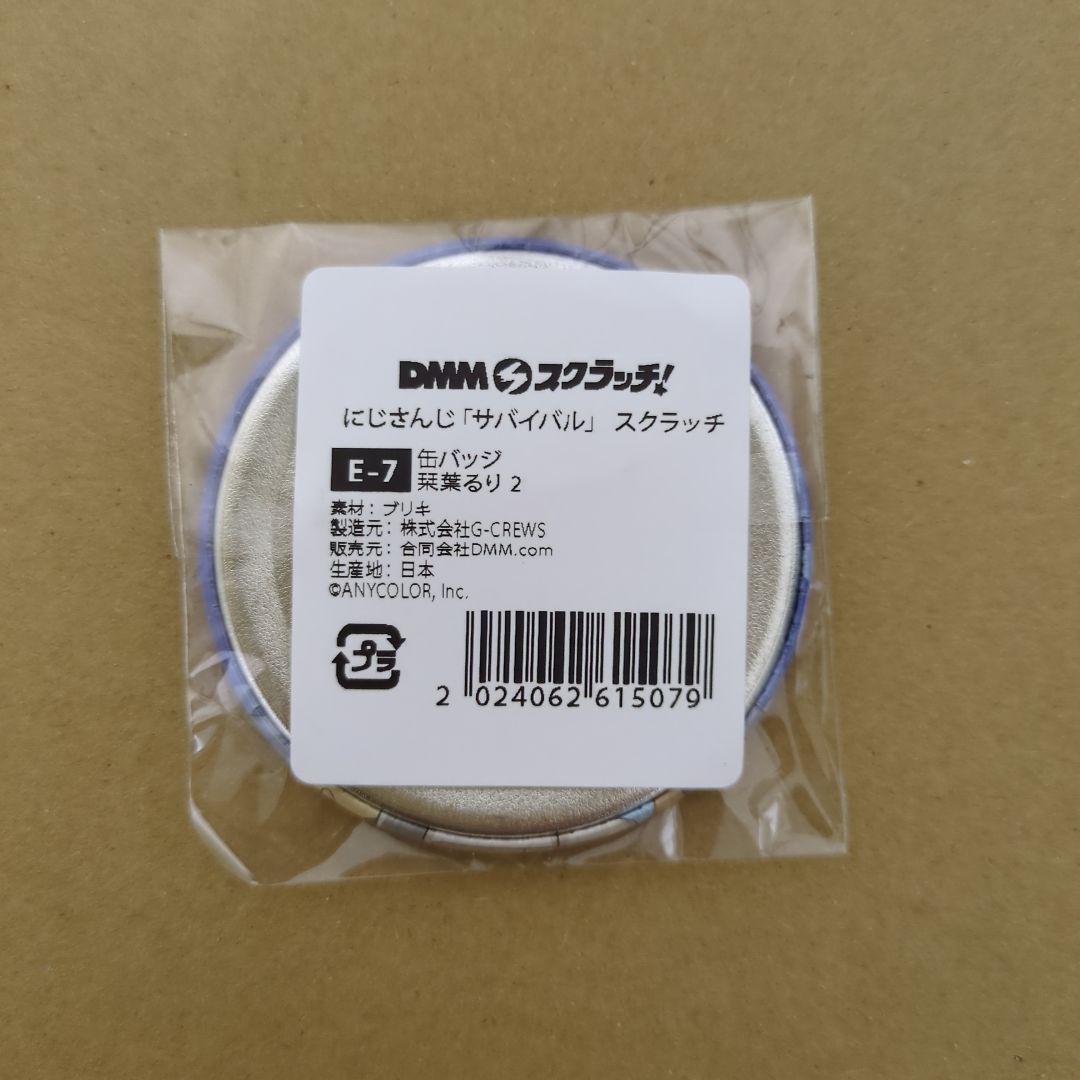 DMMスクラッチ!
にじさんじ「サバイバル」 スクラッチ
E-7 缶バッジ
栞葉るり 2
素材: ブリキ
製造元: 株式会社G-CREWS
販売元: 合同会社DMM.com
生産地: 日本
©ANYCOLOR, Inc.
プラ
2 024062 615079